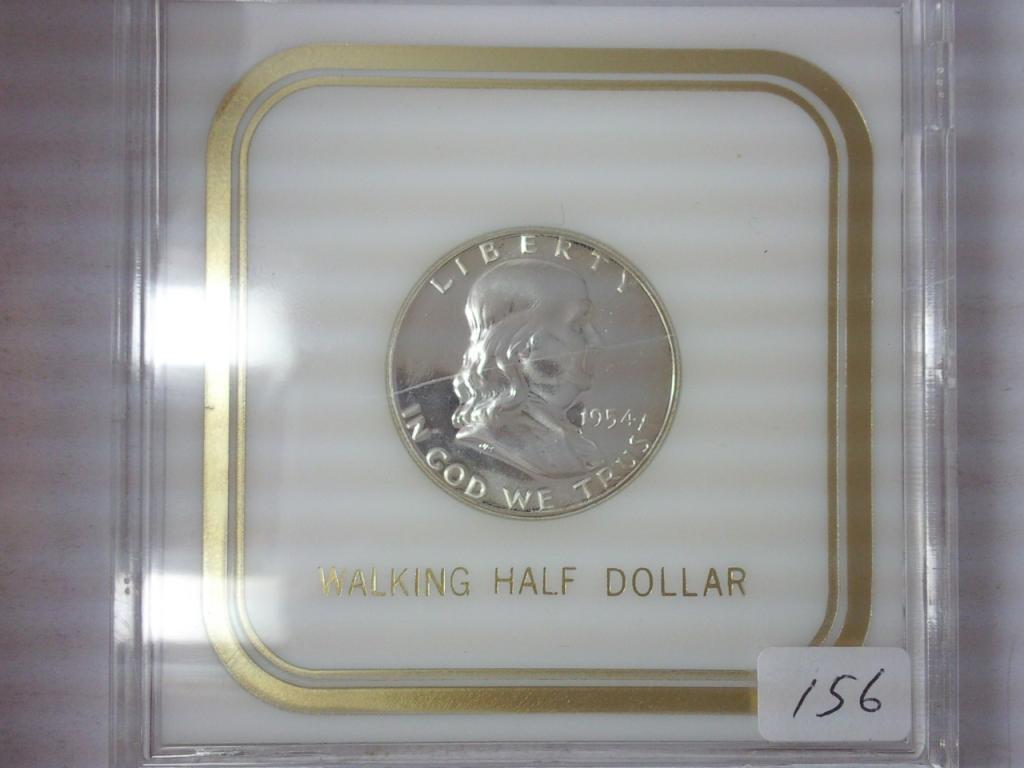 LIBERTY
1954
IN GOD WE TRUST
WALKING HALF DOLLAR
156